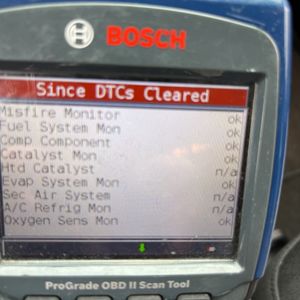 BOSCH
Since DTCs Cleared
Misfire Monitor ok
Fuel System Mon ok
Comp Component ok
Catalyst Mon ok
Htd Catalyst n/a
Evap System Mon ok
Sec Air System n/a
A/C Refrig Mon n/a
Oxygen Sens Mon ok
ProGrade OBD II Scan Tool